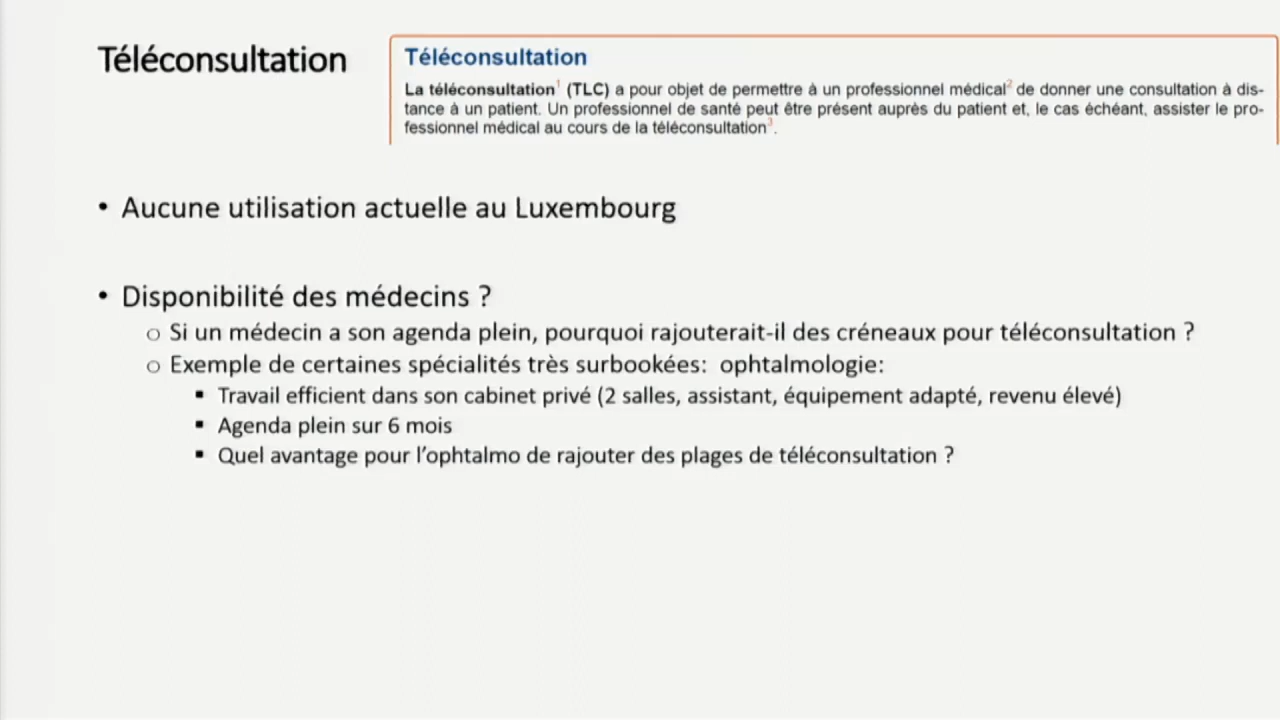 Téléconsultation
Téléconsultation
La téléconsultation¹ (TLC) a pour objet de permettre à un professionnel médical² de donner une consultation à dis-
tance à un patient. Un professionnel de santé peut être présent auprès du patient et, le cas échéant, assister le pro-
fessionnel médical au cours de la téléconsultation³.
• Aucune utilisation actuelle au Luxembourg
• Disponibilité des médecins ?
o Si un médecin a son agenda plein, pourquoi rajouterait-il des créneaux pour téléconsultation ?
o Exemple de certaines spécialités très surbookées: ophtalmologie:
▪ Travail efficient dans son cabinet privé (2 salles, assistant, équipement adapté, revenu élevé)
▪ Agenda plein sur 6 mois
▪ Quel avantage pour l'ophtalmo de rajouter des plages de téléconsultation ?